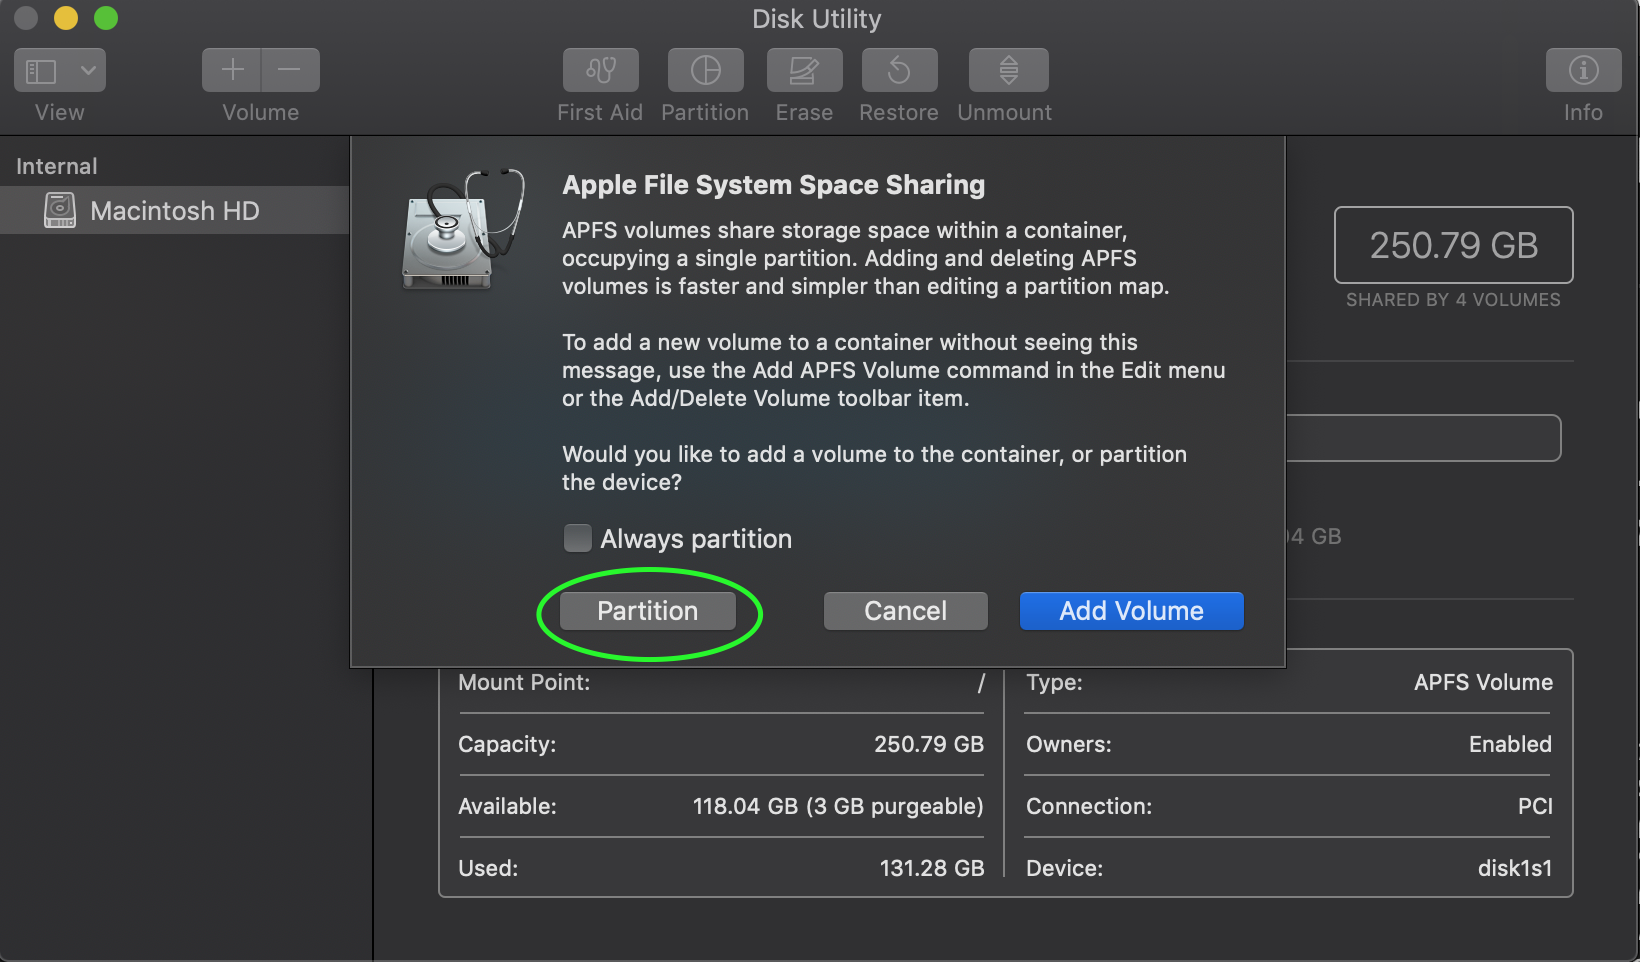 Disk Utility
View
Volume
First Aid
Partition
Erase
Restore
Unmount
Info
Internal
Macintosh HD
Apple File System Space Sharing
APFS volumes share storage space within a container,
occupying a single partition. Adding and deleting APFS
volumes is faster and simpler than editing a partition map.
To add a new volume to a container without seeing this
message, use the Add APFS Volume command in the Edit menu
or the Add/Delete Volume toolbar item.
Would you like to add a volume to the container, or partition
the device?
Always partition
Partition
Cancel
Add Volume
250.79 GB
SHARED BY 4 VOLUMES
4 GB
Mount Point: /
Type: APFS Volume
Capacity: 250.79 GB
Owners: Enabled
Available: 118.04 GB (3 GB purgeable)
Connection: PCI
Used: 131.28 GB
Device: disk1s1